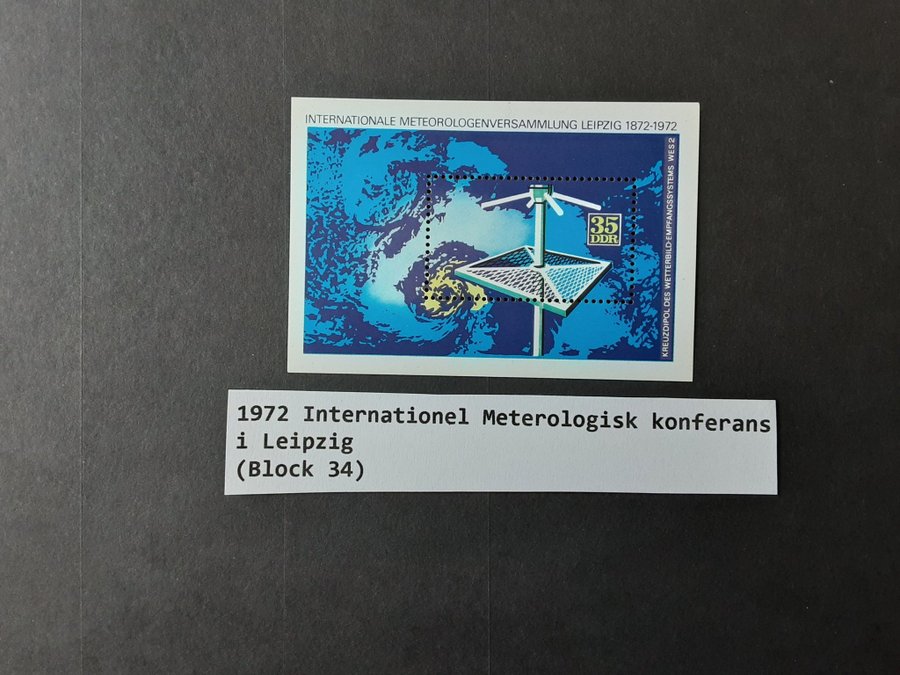 INTERNATIONALE METEOROLOGENVERSAMMLUNG LEIPZIG 1872-1972
35
DDR
KREUZDIPOL DES WETTERBILD-EMPFANGSSYSTEMS WES 2
1972 Internationel Meterologisk konferans
i Leipzig
(Block 34)